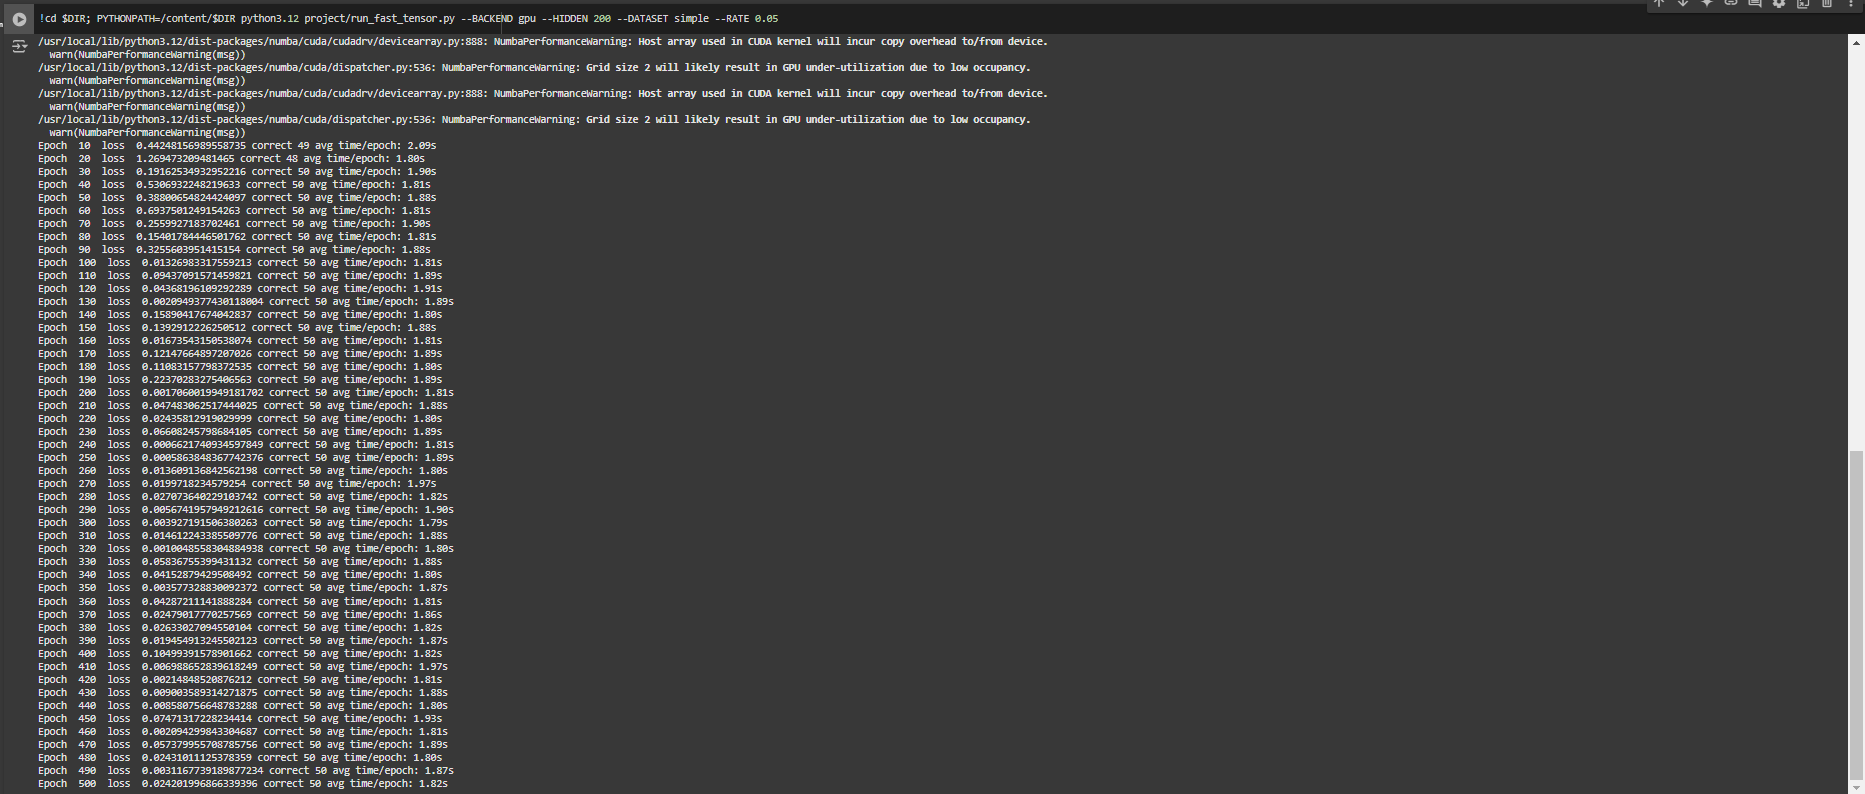 !cd $DIR; PYTHONPATH=/content/$DIR python3.12 project/run_fast_tensor.py --BACKEND gpu --HIDDEN 200 --DATASET simple --RATE 0.05
/usr/local/lib/python3.12/dist-packages/numba/cuda/cudadrv/devicearray.py:888: NumbaPerformanceWarning: Host array used in CUDA kernel will incur copy overhead to/from device.
  warn(NumbaPerformanceWarning(msg))
/usr/local/lib/python3.12/dist-packages/numba/cuda/dispatcher.py:536: NumbaPerformanceWarning: Grid size 2 will likely result in GPU under-utilization due to low occupancy.
  warn(NumbaPerformanceWarning(msg))
/usr/local/lib/python3.12/dist-packages/numba/cuda/cudadrv/devicearray.py:888: NumbaPerformanceWarning: Host array used in CUDA kernel will incur copy overhead to/from device.
  warn(NumbaPerformanceWarning(msg))
/usr/local/lib/python3.12/dist-packages/numba/cuda/dispatcher.py:536: NumbaPerformanceWarning: Grid size 2 will likely result in GPU under-utilization due to low occupancy.
  warn(NumbaPerformanceWarning(msg))
Epoch  10  loss  0.44248156989558735 correct 49 avg time/epoch: 2.09s
Epoch  20  loss  1.269473209481465 correct 48 avg time/epoch: 1.80s
Epoch  30  loss  0.19162534932952216 correct 50 avg time/epoch: 1.90s
Epoch  40  loss  0.5306932248219633 correct 50 avg time/epoch: 1.81s
Epoch  50  loss  0.38800654824424097 correct 50 avg time/epoch: 1.88s
Epoch  60  loss  0.6937501249154263 correct 50 avg time/epoch: 1.81s
Epoch  70  loss  0.2559927183702461 correct 50 avg time/epoch: 1.90s
Epoch  80  loss  0.15401784446501762 correct 50 avg time/epoch: 1.81s
Epoch  90  loss  0.3255603951415154 correct 50 avg time/epoch: 1.88s
Epoch  100  loss  0.01326983317559213 correct 50 avg time/epoch: 1.81s
Epoch  110  loss  0.09437091571459821 correct 50 avg time/epoch: 1.89s
Epoch  120  loss  0.04368196109292289 correct 50 avg time/epoch: 1.91s
Epoch  130  loss  0.0020949377430118004 correct 50 avg time/epoch: 1.89s
Epoch  140  loss  0.15890417674042837 correct 50 avg time/epoch: 1.80s
Epoch  150  loss  0.1392912226250512 correct 50 avg time/epoch: 1.88s
Epoch  160  loss  0.01673543150538074 correct 50 avg time/epoch: 1.81s
Epoch  170  loss  0.12147664897207026 correct 50 avg time/epoch: 1.89s
Epoch  180  loss  0.11083157798372535 correct 50 avg time/epoch: 1.80s
Epoch  190  loss  0.22370283275406563 correct 50 avg time/epoch: 1.89s
Epoch  200  loss  0.0017060019949181702 correct 50 avg time/epoch: 1.81s
Epoch  210  loss  0.047483062517444025 correct 50 avg time/epoch: 1.88s
Epoch  220  loss  0.02435812919029999 correct 50 avg time/epoch: 1.80s
Epoch  230  loss  0.06608245798684105 correct 50 avg time/epoch: 1.89s
Epoch  240  loss  0.0006621740934597849 correct 50 avg time/epoch: 1.81s
Epoch  250  loss  0.0005863848367742376 correct 50 avg time/epoch: 1.89s
Epoch  260  loss  0.013609136842562198 correct 50 avg time/epoch: 1.80s
Epoch  270  loss  0.0199718234579254 correct 50 avg time/epoch: 1.97s
Epoch  280  loss  0.027073640229103742 correct 50 avg time/epoch: 1.82s
Epoch  290  loss  0.0056741957949212616 correct 50 avg time/epoch: 1.90s
Epoch  300  loss  0.003927191506380263 correct 50 avg time/epoch: 1.79s
Epoch  310  loss  0.014612243385509776 correct 50 avg time/epoch: 1.88s
Epoch  320  loss  0.0010048558304884938 correct 50 avg time/epoch: 1.80s
Epoch  330  loss  0.05836755399431132 correct 50 avg time/epoch: 1.88s
Epoch  340  loss  0.04152879429508492 correct 50 avg time/epoch: 1.80s
Epoch  350  loss  0.003577328830092372 correct 50 avg time/epoch: 1.87s
Epoch  360  loss  0.04287211141888284 correct 50 avg time/epoch: 1.81s
Epoch  370  loss  0.02479017770257569 correct 50 avg time/epoch: 1.86s
Epoch  380  loss  0.02633027094550104 correct 50 avg time/epoch: 1.82s
Epoch  390  loss  0.019454913245502123 correct 50 avg time/epoch: 1.87s
Epoch  400  loss  0.10499391578901662 correct 50 avg time/epoch: 1.82s
Epoch  410  loss  0.006988652839618249 correct 50 avg time/epoch: 1.97s
Epoch  420  loss  0.00214848520876212 correct 50 avg time/epoch: 1.81s
Epoch  430  loss  0.009003589314271875 correct 50 avg time/epoch: 1.88s
Epoch  440  loss  0.008580756648783288 correct 50 avg time/epoch: 1.80s
Epoch  450  loss  0.07471317228234414 correct 50 avg time/epoch: 1.93s
Epoch  460  loss  0.002094299843304687 correct 50 avg time/epoch: 1.81s
Epoch  470  loss  0.057379955708785756 correct 50 avg time/epoch: 1.89s
Epoch  480  loss  0.02431011125378359 correct 50 avg time/epoch: 1.80s
Epoch  490  loss  0.0031167739189877234 correct 50 avg time/epoch: 1.87s
Epoch  500  loss  0.024201996866339396 correct 50 avg time/epoch: 1.82s